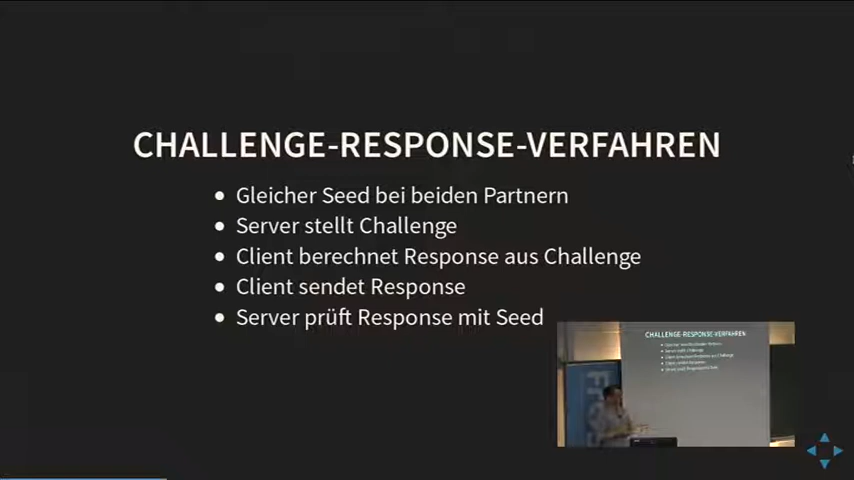 CHALLENGE-RESPONSE-VERFAHREN
Gleicher Seed bei beiden Partnern
Server stellt Challenge
Client berechnet Response aus Challenge
Client sendet Response
Server prüft Response mit Seed
CHALLENGE-RESPONSE-VERFAHREN